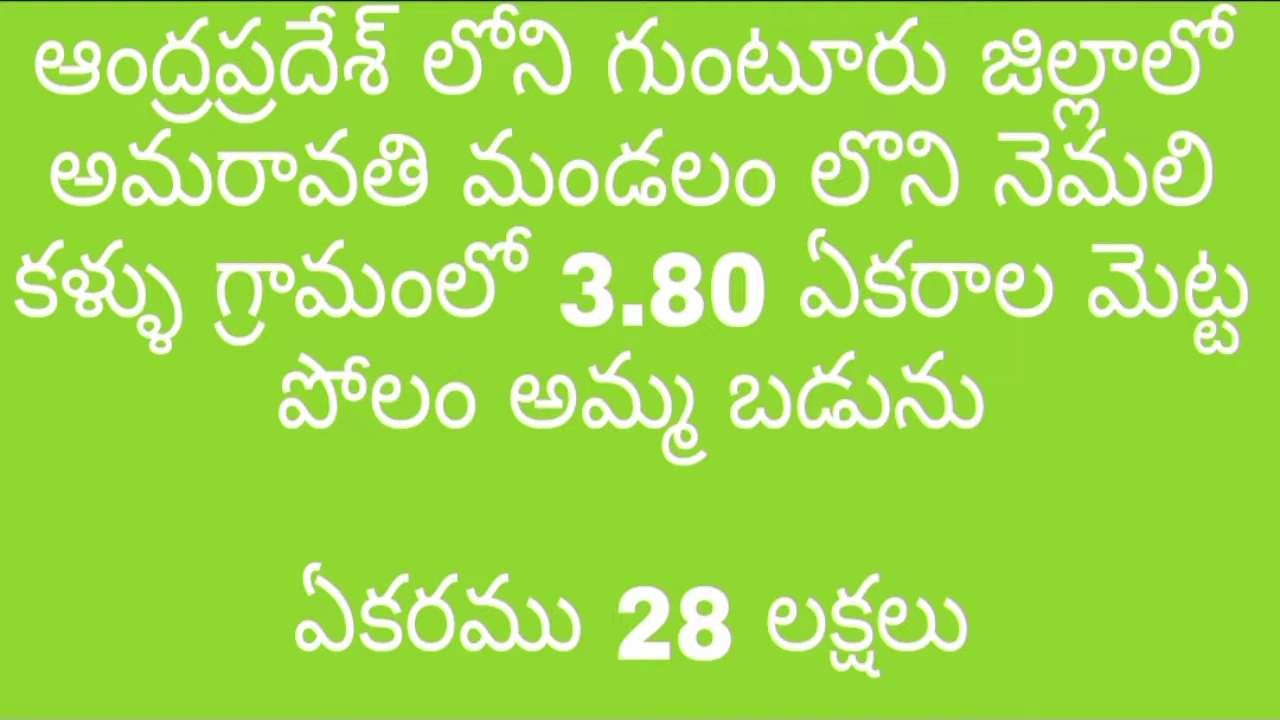 ఆంద్రప్రదేశ్ లోని గుంటూరు జిల్లాలో
అమరావతి మండలం లొని నెమలి
కళ్ళు గ్రామంలో 3.80 ఏకరాల మెట్ట
పోలం అమ్మ బడును
ఏకరము 28 లక్షలు